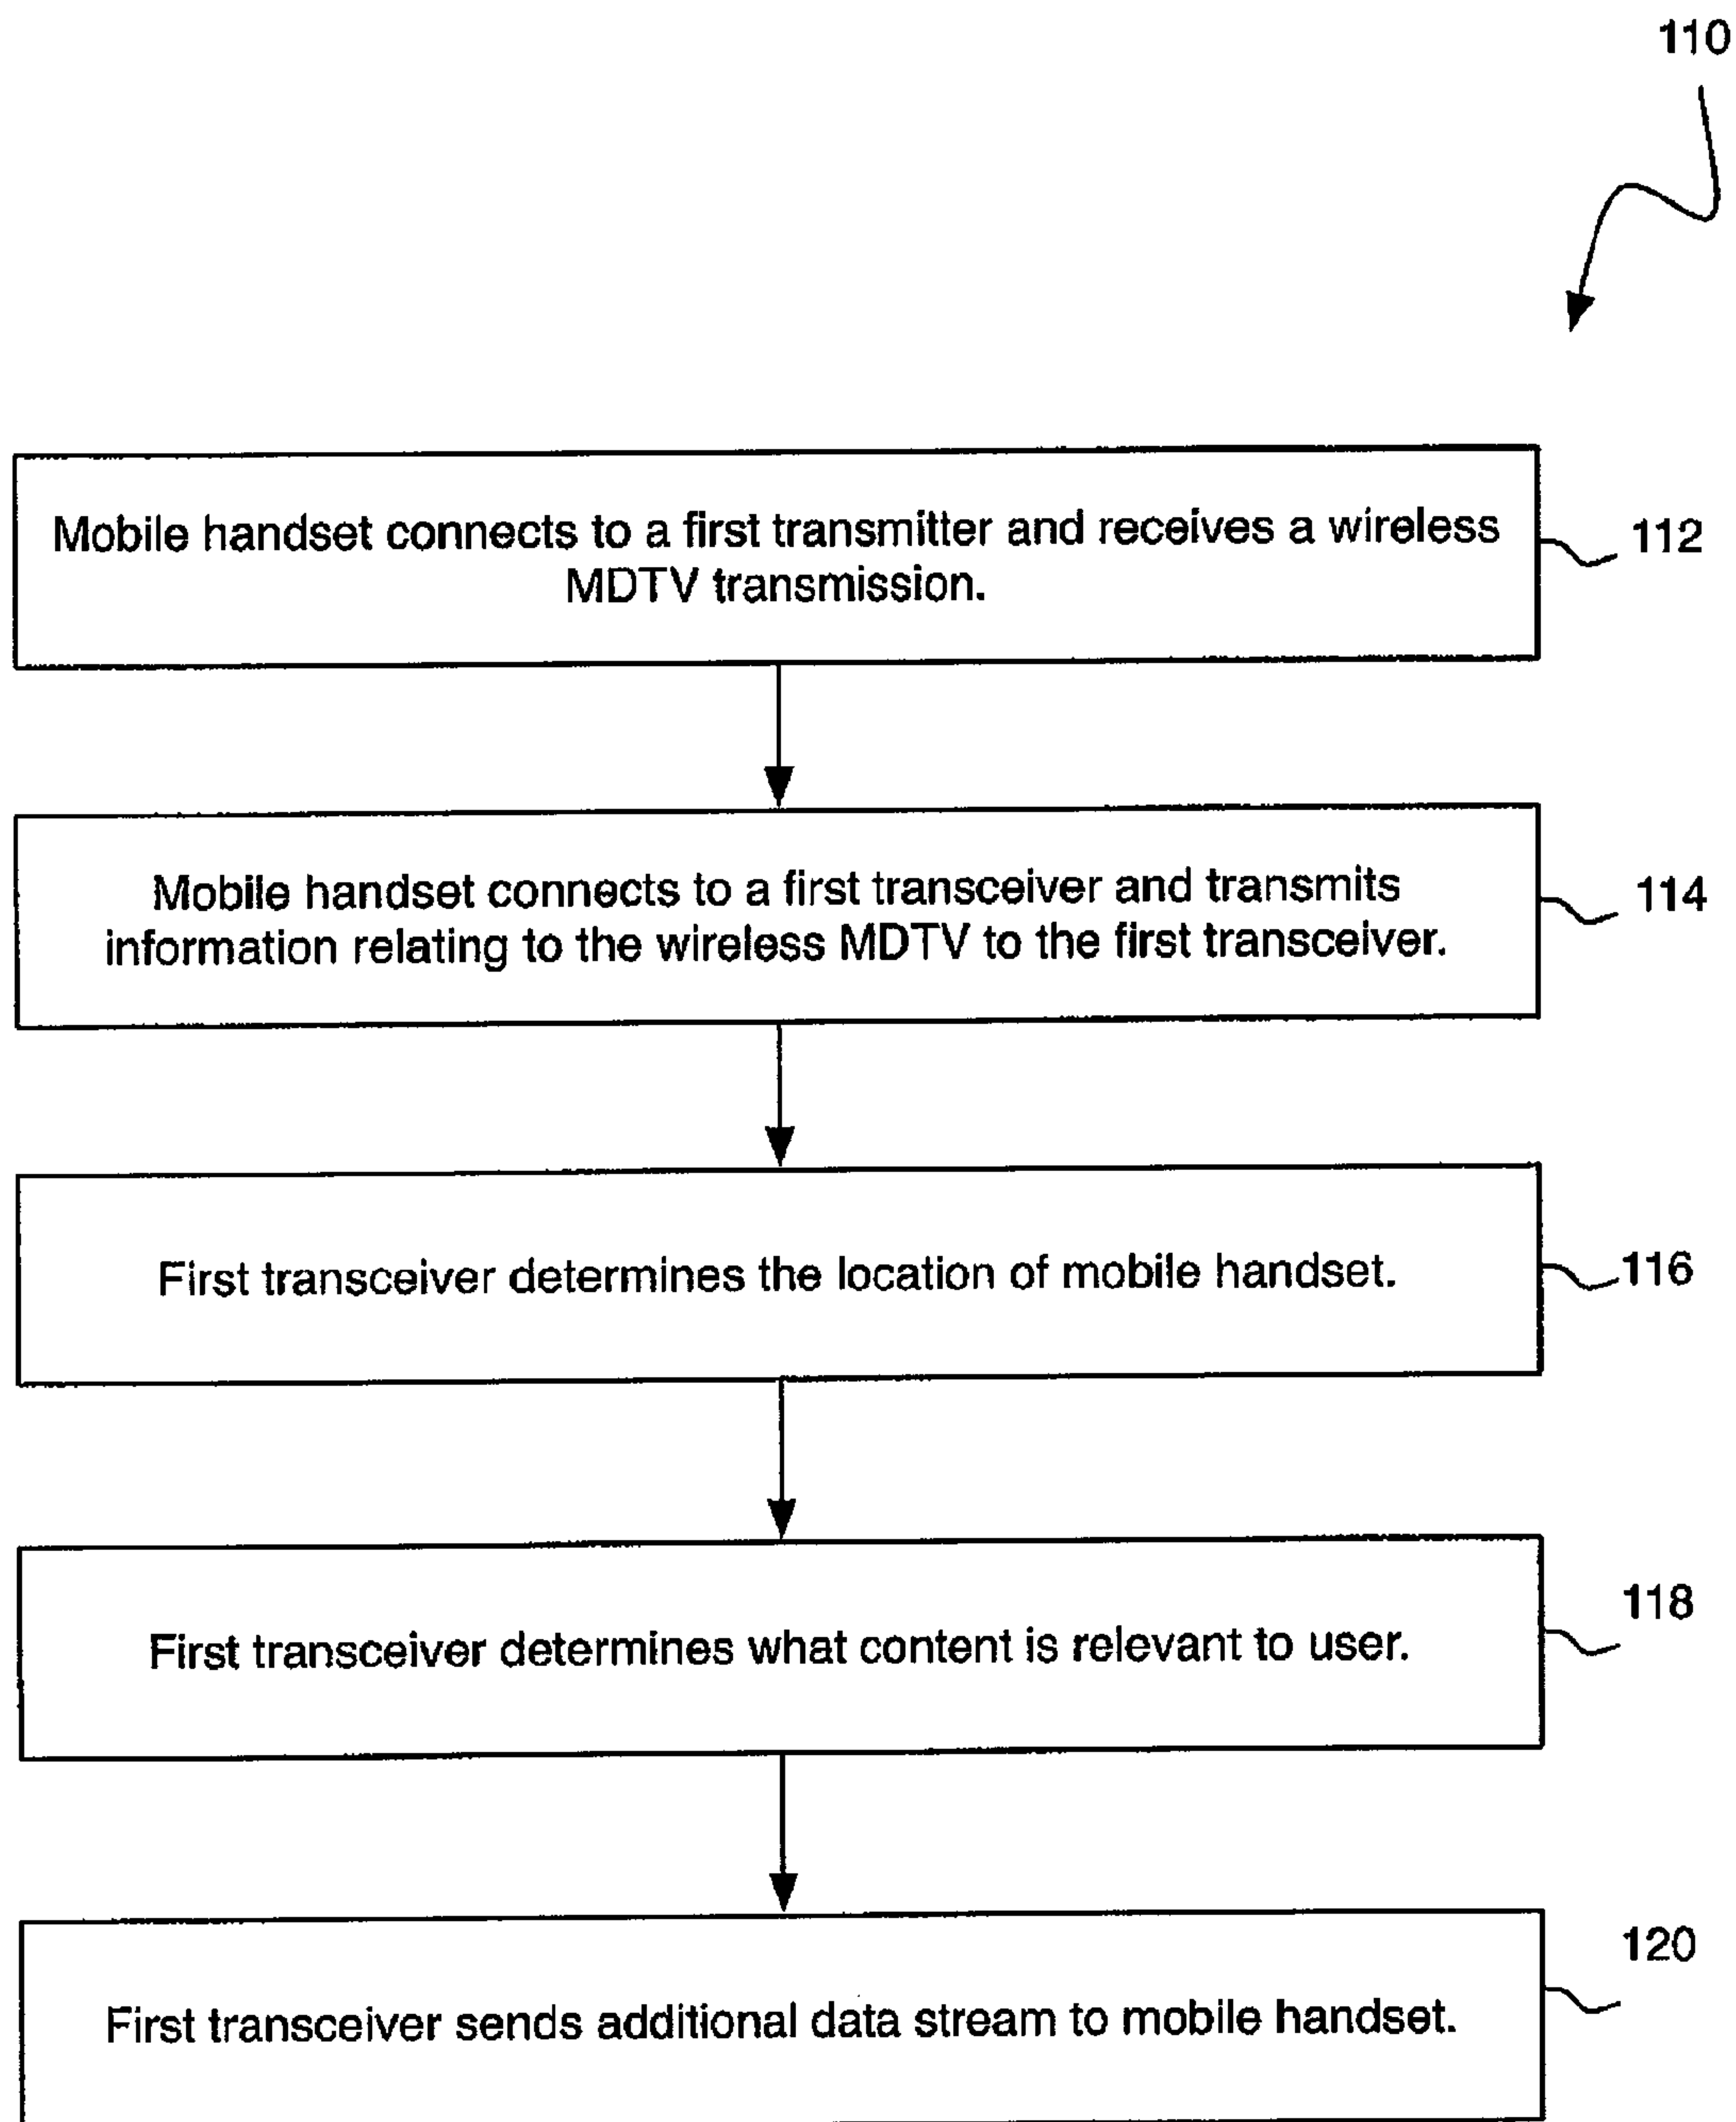 110
Mobile handset connects to a first transmitter and receives a wireless
MDTV transmission.
112
Mobile handset connects to a first transceiver and transmits
information relating to the wireless MDTV to the first transceiver.
114
First transceiver determines the location of mobile handset.
116
First transceiver determines what content is relevant to user.
118
First transceiver sends additional data stream to mobile handset.
120